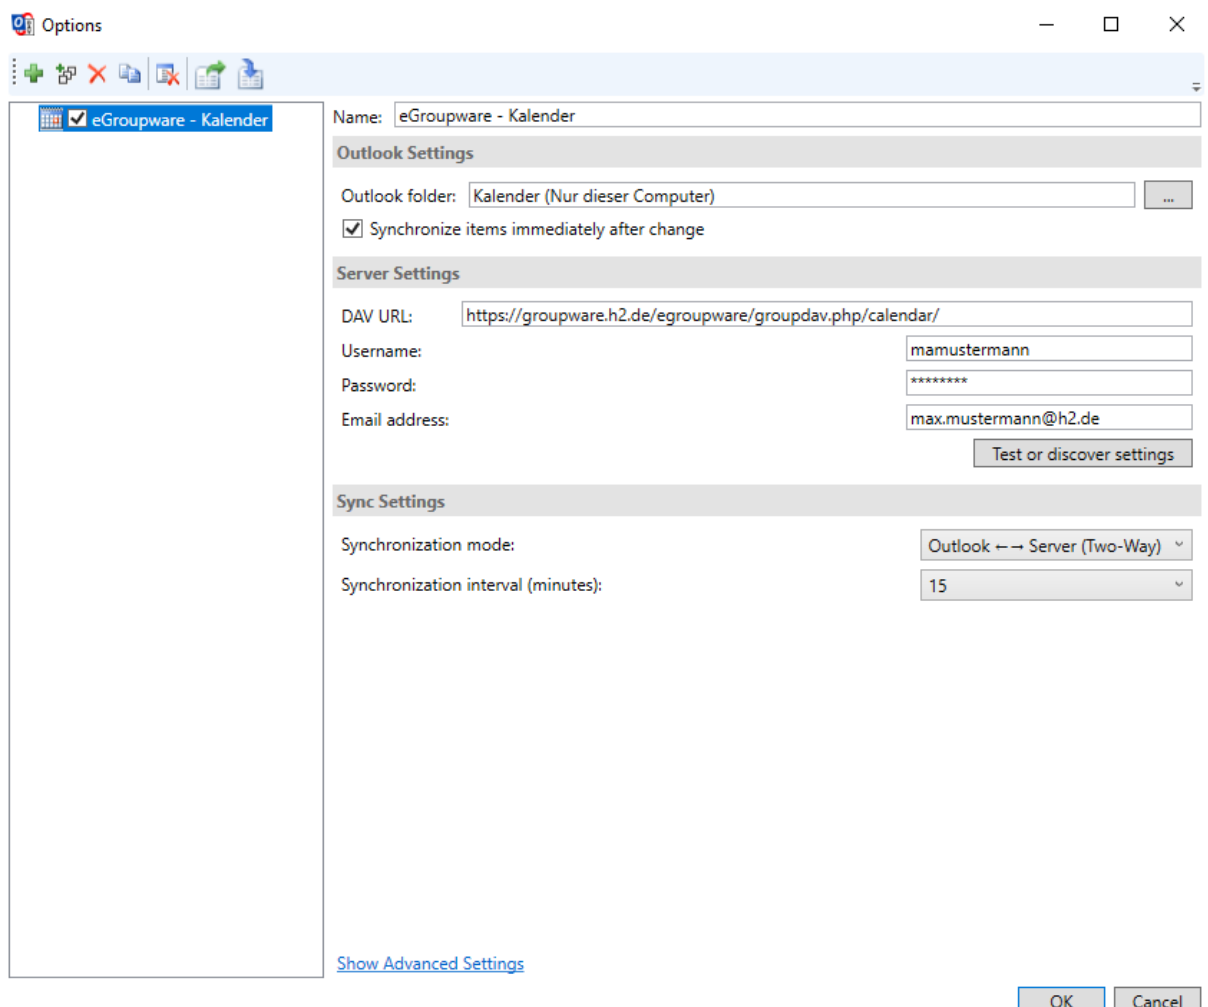 Options
eGroupware - Kalender
Name: eGroupware - Kalender
Outlook Settings
Outlook folder: Kalender (Nur dieser Computer) ...
Synchronize items immediately after change
Server Settings
DAV URL: https://groupware.h2.de/egroupware/groupdav.php/calendar/
Username: mamustermann
Password: ********
Email address: max.mustermann@h2.de
Test or discover settings
Sync Settings
Synchronization mode: Outlook ←→ Server (Two-Way)
Synchronization interval (minutes): 15
Show Advanced Settings
OK Cancel